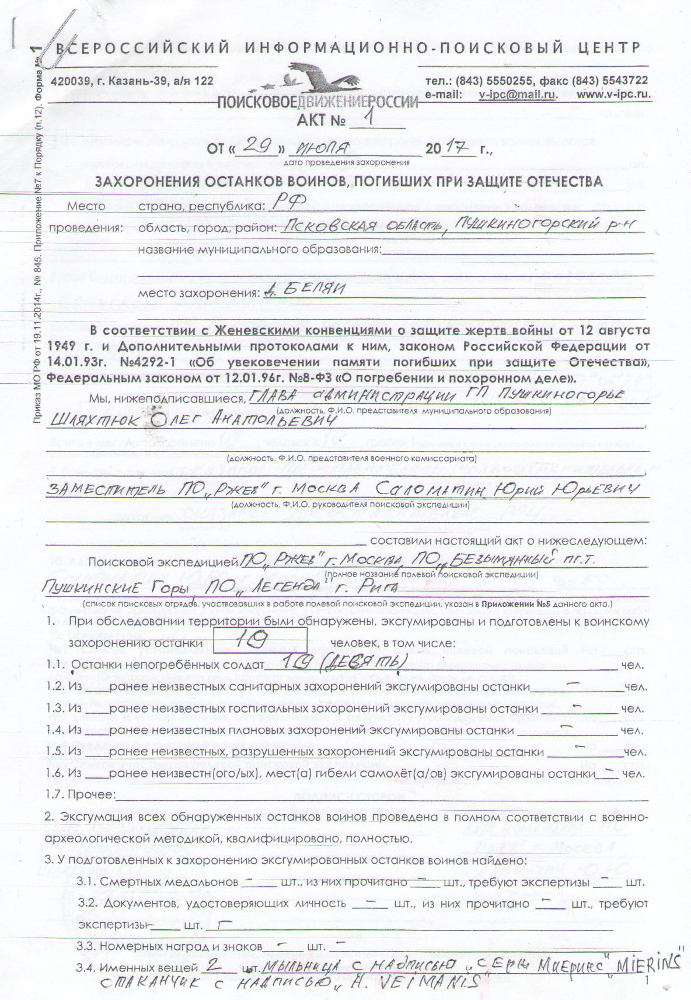 ВСЕРОССИЙСКИЙ ИНФОРМАЦИОННО-ПОИСКОВЫЙ ЦЕНТР
420039, г. Казань-39, а/я 122
тел.: (843) 5550255, факс (843) 5543722
e-mail: v-ipc@mail.ru. www.v-ipc.ru.
ПОИСКОВОЕДВИЖЕНИЕРОССИИ
Приказ МО РФ от 19.11.2014г., № 845. Приложение №7 к Порядку (п.12). Форма № 1
АКТ № 1
ОТ « 29 » ИЮЛЯ 2017 г.,
дата проведения захоронения
ЗАХОРОНЕНИЯ ОСТАНКОВ ВОИНОВ, ПОГИБШИХ ПРИ ЗАЩИТЕ ОТЕЧЕСТВА
Место страна, республика: РФ
проведения: область, город, район: ПСКОВСКАЯ ОБЛАСТЬ, ПУШКИНОГОРСКИЙ р-н
название муниципального образования:
место захоронения: д. БЕЛЯИ
В соответствии с Женевскими конвенциями о защите жертв войны от 12 августа
1949 г. и Дополнительными протоколами к ним, законом Российской Федерации от
14.01.93г. №4292-1 «Об увековечении памяти погибших при защите Отечества»,
Федеральным законом от 12.01.96г. №8-ФЗ «О погребении и похоронном деле».
Мы, нижеподписавшиеся, ГЛАВА администрации ГП Пушкиногорье
(должность, Ф.И.О. представителя муниципального образования)
ШЛЯХТЮК ОЛЕГ АНАТОЛЬЕВИЧ,
(должность, Ф.И.О. представителя военного комиссариата)
ЗАМЕСТИТЕЛЬ ПО „РЖЕВ" г. МОСКВА САЛОМАТИН ЮРИЙ ЮРЬЕВИЧ
(должность, Ф.И.О. руководителя поисковой экспедиции)
составили настоящий акт о нижеследующем:
Поисковой экспедицией ПО „РЖЕВ" г. МОСКВА, ПО „БЕЗЫМЯННЫЙ" пг.т.
(полное название полевой поисковой экспедиции)
ПУШКИНСКИЕ ГОРЫ, ПО „ЛЕГЕНДА" г. РИГА
(список поисковых отрядов, участвовавших в работе полевой поисковой экспедиции, указан в Приложении №5 данного акта.)
1. При обследовании территории были обнаружены, эксгумированы и подготовлены к воинскому
захоронению останки 19 человек, в том числе:
1.1. Останки непогребённых солдат 19 (ДЕВЯТЬ) чел.
1.2. Из ____ранее неизвестных санитарных захоронений эксгумированы останки – чел.
1.3. Из ____ранее неизвестных госпитальных захоронений эксгумированы останки – чел.
1.4. Из ____ранее неизвестных плановых захоронений эксгумированы останки – чел.
1.5. Из ____ранее неизвестных, разрушенных захоронений эксгумированы останки – чел.
1.6. Из ____ранее неизвестн(ого/ых), мест(а) гибели самолёт(а/ов) эксгумированы останки – чел.
1.7. Прочее:
2. Эксгумация всех обнаруженных останков воинов проведена в полном соответствии с военно-
археологической методикой, квалифицировано, полностью.
3. У подготовленных к захоронению эксгумированных останков воинов найдено:
3.1. Смертных медальонов – шт., из них прочитано – шт., требуют экспертизы – шт.
3.2. Документов, удостоверяющих личность – шт., из них прочитано – шт., требуют
экспертизы – шт. –
3.3. Номерных наград и знаков – шт. –
3.4. Именных вещей 2 шт. МЫЛЬНИЦА С НАДПИСЬЮ „СЕРЖ МИЕРИНС" MIERINS"
СТАКАНЧИК С НАДПИСЬЮ „A. VEIMANIS"
1